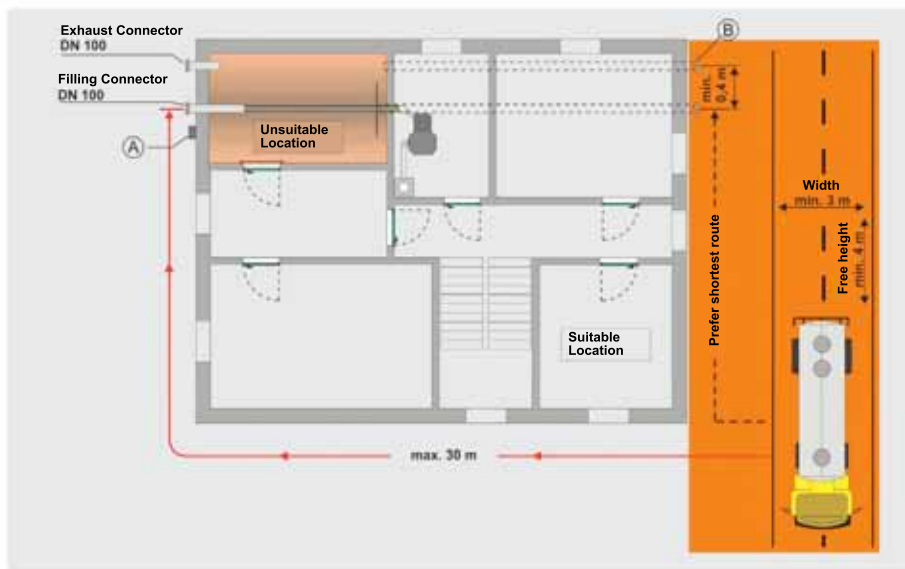 Exhaust Connector
DN 100
Filling Connector
DN 100
A
B
Unsuitable
Location
min.
0,4 m
Width
min. 3 m
Free height
min. 4 m
Prefer shortest route
Suitable
Location
max. 30 m